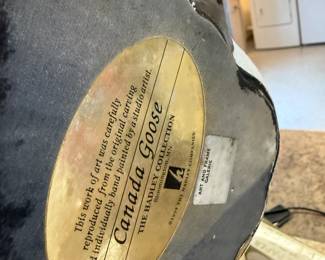 This work of art was carefully
reproduced from the original carving
individually hand painted by a studio artist.
Canada Goose
THE HADLEY COLLECTION
ART AND FRAME
GALERIE